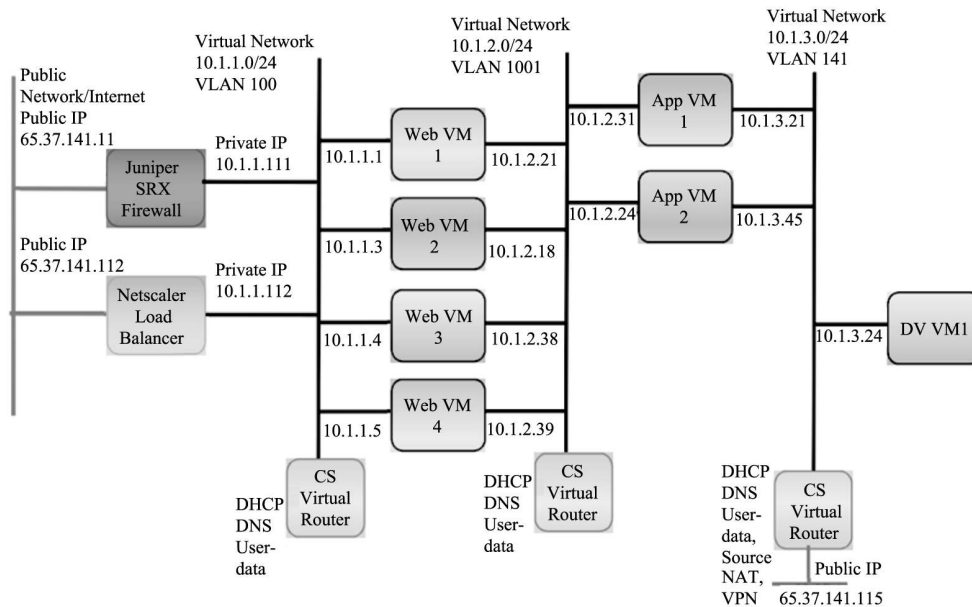 Public
Network/Internet
Public IP
65.37.141.11
Juniper
SRX
Firewall
Private IP
10.1.1.111
Public IP
65.37.141.112
Netscaler
Load
Balancer
Private IP
10.1.1.112
Virtual Network
10.1.1.0/24
VLAN 100
10.1.1.1
Web VM
1
10.1.2.21
10.1.1.3
Web VM
2
10.1.2.18
10.1.1.4
Web VM
3
10.1.2.38
10.1.1.5
Web VM
4
10.1.2.39
CS
Virtual
Router
DHCP
DNS
User-
data
Virtual Network
10.1.2.0/24
VLAN 1001
10.1.2.31
App VM
1
10.1.3.21
10.1.2.24
App VM
2
10.1.3.45
DHCP
DNS
User-
data
CS
Virtual
Router
Virtual Network
10.1.3.0/24
VLAN 141
10.1.3.24
DV VM1
DHCP
DNS
User-
data,
Source
NAT,
VPN
CS
Virtual
Router
Public IP
65.37.141.115